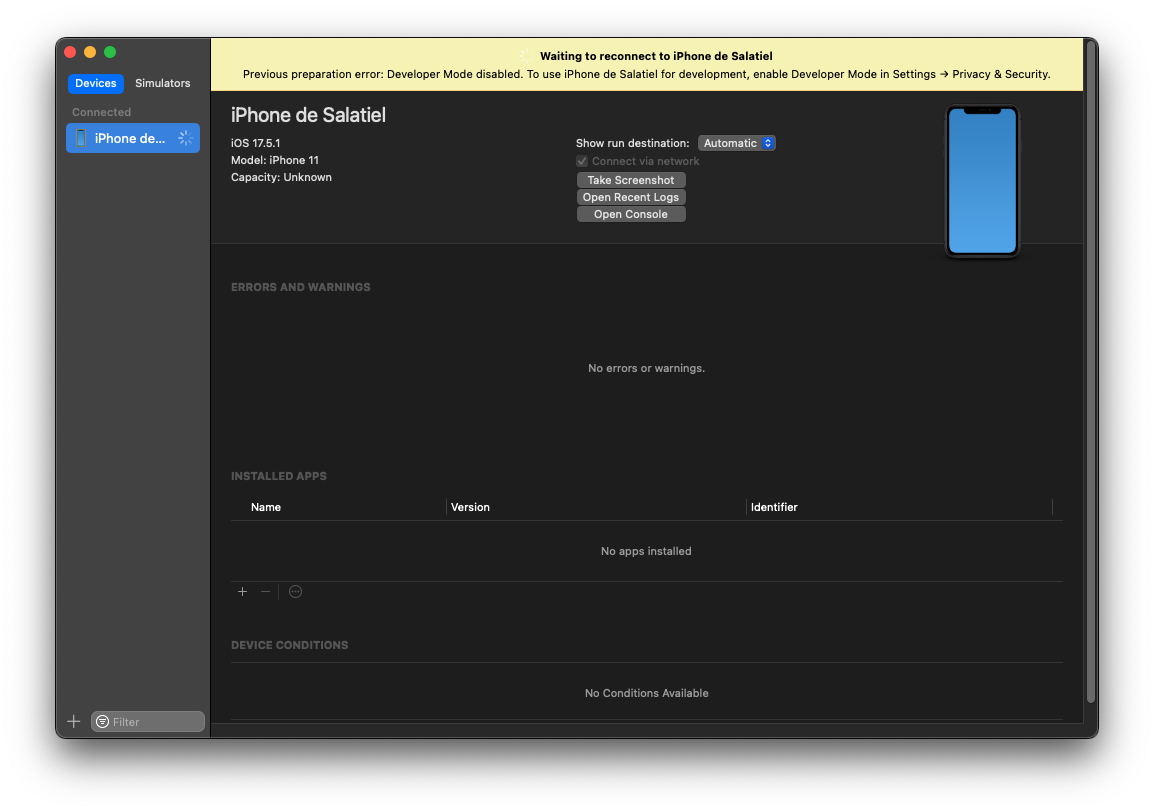 Waiting to reconnect to iPhone de Salatiel
Previous preparation error: Developer Mode disabled. To use iPhone de Salatiel for development, enable Developer Mode in Settings → Privacy & Security.
Devices
Simulators
Connected
iPhone de...
iPhone de Salatiel
iOS 17.5.1
Model: iPhone 11
Capacity: Unknown
Show run destination: Automatic
Connect via network
Take Screenshot
Open Recent Logs
Open Console
ERRORS AND WARNINGS
No errors or warnings.
INSTALLED APPS
Name Version Identifier
No apps installed
DEVICE CONDITIONS
No Conditions Available
Filter